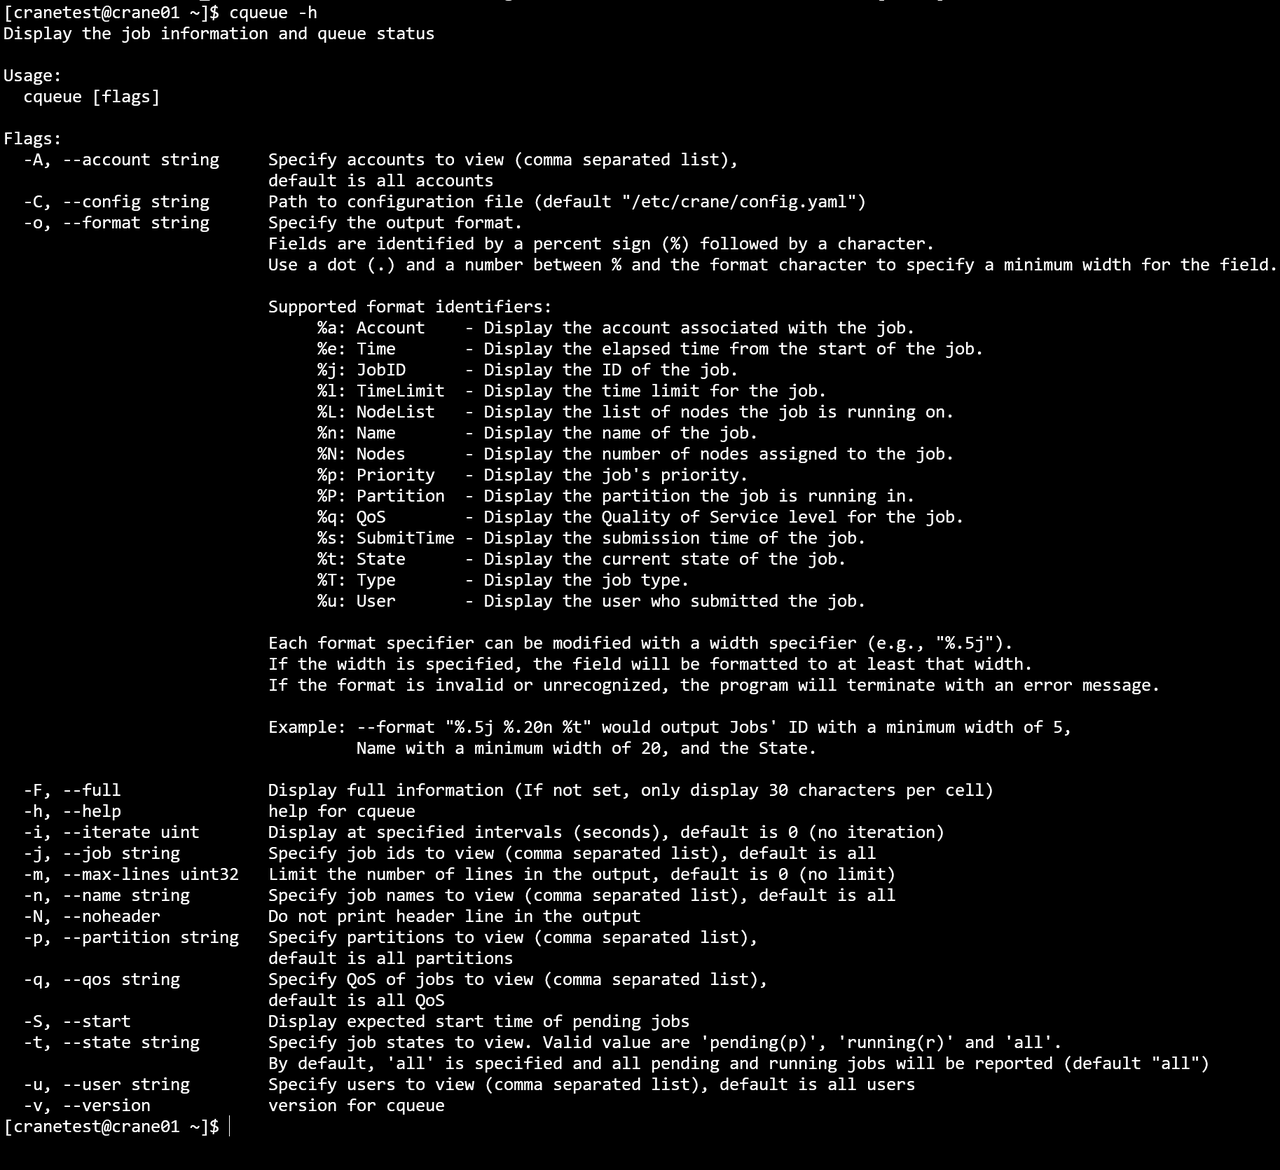 [cranetest@crane01 ~]$ cqueue -h
Display the job information and queue status

Usage:
  cqueue [flags]

Flags:
  -A, --account string     Specify accounts to view (comma separated list),
                           default is all accounts
  -C, --config string      Path to configuration file (default "/etc/crane/config.yaml")
  -o, --format string      Specify the output format.
                           Fields are identified by a percent sign (%) followed by a character.
                           Use a dot (.) and a number between % and the format character to specify a minimum width for the field.

                           Supported format identifiers:
                                %a: Account    - Display the account associated with the job.
                                %e: Time       - Display the elapsed time from the start of the job.
                                %j: JobID      - Display the ID of the job.
                                %l: TimeLimit  - Display the time limit for the job.
                                %L: NodeList   - Display the list of nodes the job is running on.
                                %n: Name       - Display the name of the job.
                                %N: Nodes      - Display the number of nodes assigned to the job.
                                %p: Priority   - Display the job's priority.
                                %P: Partition  - Display the partition the job is running in.
                                %q: QoS        - Display the Quality of Service level for the job.
                                %s: SubmitTime - Display the submission time of the job.
                                %t: State      - Display the current state of the job.
                                %T: Type       - Display the job type.
                                %u: User       - Display the user who submitted the job.

                           Each format specifier can be modified with a width specifier (e.g., "%.5j").
                           If the width is specified, the field will be formatted to at least that width.
                           If the format is invalid or unrecognized, the program will terminate with an error message.

                           Example: --format "%.5j %.20n %t" would output Jobs' ID with a minimum width of 5,
                                    Name with a minimum width of 20, and the State.

  -F, --full               Display full information (If not set, only display 30 characters per cell)
  -h, --help               help for cqueue
  -i, --iterate uint       Display at specified intervals (seconds), default is 0 (no iteration)
  -j, --job string         Specify job ids to view (comma separated list), default is all
  -m, --max-lines uint32   Limit the number of lines in the output, default is 0 (no limit)
  -n, --name string        Specify job names to view (comma separated list), default is all
  -N, --noheader           Do not print header line in the output
  -p, --partition string   Specify partitions to view (comma separated list),
                           default is all partitions
  -q, --qos string         Specify QoS of jobs to view (comma separated list),
                           default is all QoS
  -S, --start              Display expected start time of pending jobs
  -t, --state string       Specify job states to view. Valid value are 'pending(p)', 'running(r)' and 'all'.
                           By default, 'all' is specified and all pending and running jobs will be reported (default "all")
  -u, --user string        Specify users to view (comma separated list), default is all users
  -v, --version            version for cqueue
[cranetest@crane01 ~]$